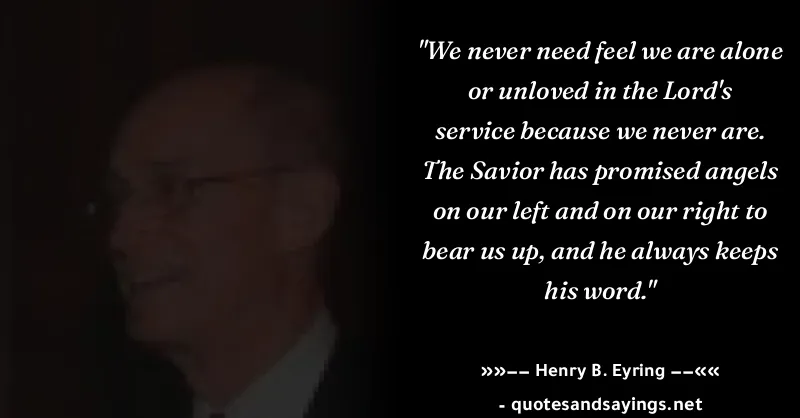 "We never need feel we are alone
or unloved in the Lord's
service because we never are.
The Savior has promised angels
on our left and on our right to
bear us up, and he always keeps
his word."
»»−− Henry B. Eyring −−««
- quotesandsayings.net